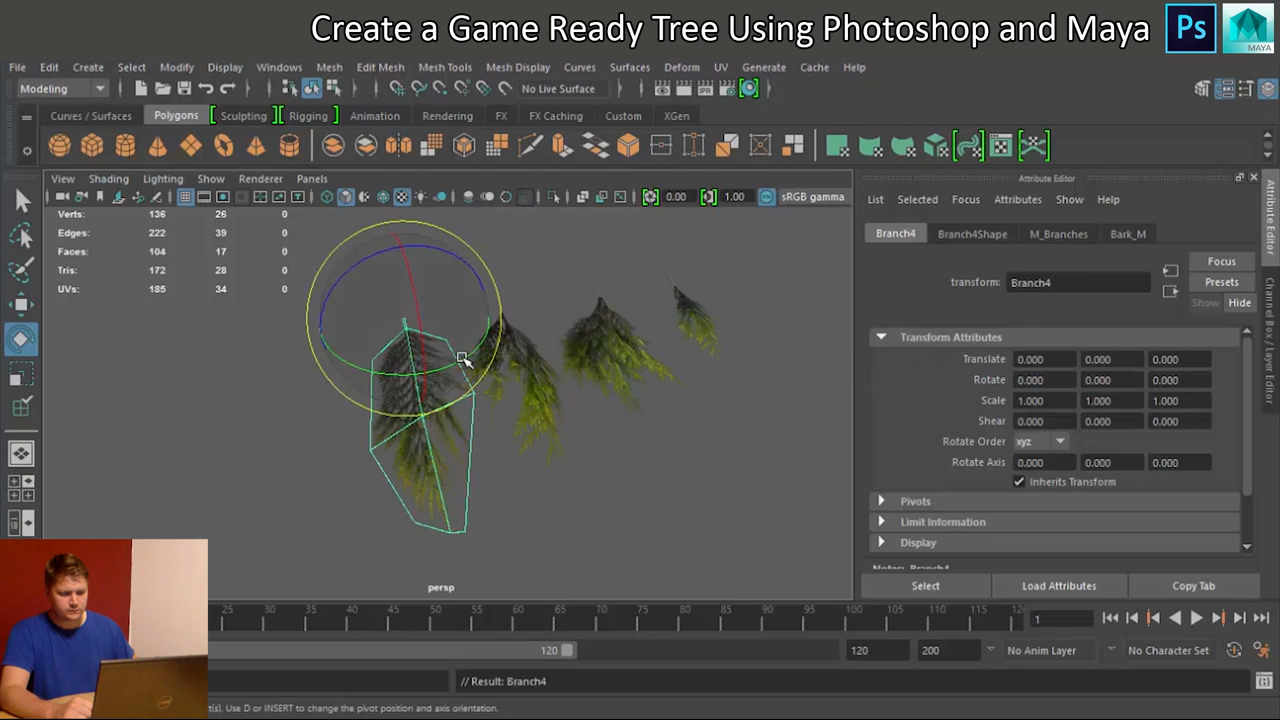 Create a Game Ready Tree Using Photoshop and Maya Ps MAYA
File Edit Create Select Modify Display Windows Mesh Edit Mesh Mesh Tools Mesh Display Curves Surfaces Deform UV Generate Cache Help
Modeling No Live Surface
Curves / Surfaces Polygons Sculpting Rigging Animation Rendering FX FX Caching Custom XGen
View Shading Lighting Show Renderer Panels
0.00 1.00 sRGB gamma
Verts: 136 26 0
Edges: 222 39 0
Faces: 104 17 0
Tris: 172 28 0
UVs: 185 34 0
persp
Attribute Editor
List Selected Focus Attributes Show Help
Branch4 Branch4Shape M_Branches Bark_M
Focus
transform: Branch4 Presets
Show Hide
Transform Attributes
Translate 0.000 0.000 0.000
Rotate 0.000 0.000 0.000
Scale 1.000 1.000 1.000
Shear 0.000 0.000 0.000
Rotate Order xyz
Rotate Axis 0.000 0.000 0.000
Inherits Transform
Pivots
Limit Information
Display
Select Load Attributes Copy Tab
Attribute Editor
Channel Box / Layer Editor
25 30 35 40 45 50 55 60 65 70 75 80 85 90 95 100 105 110 115 12 1
120 120 200 No Anim Layer No Character Set
// Result: Branch4
(s). Use D or INSERT to change the pivot position and axis orientation.